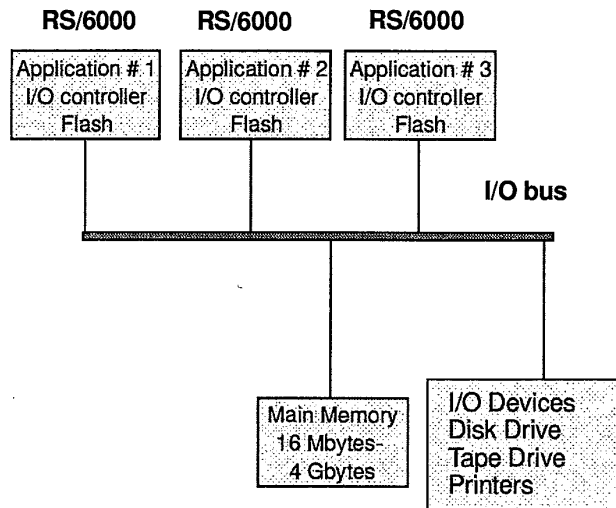 RS/6000
RS/6000
RS/6000
Application # 1
I/O controller
Flash
Application # 2
I/O controller
Flash
Application # 3
I/O controller
Flash
I/O bus
Main Memory
16 Mbytes-
4 Gbytes
I/O Devices
Disk Drive
Tape Drive
Printers